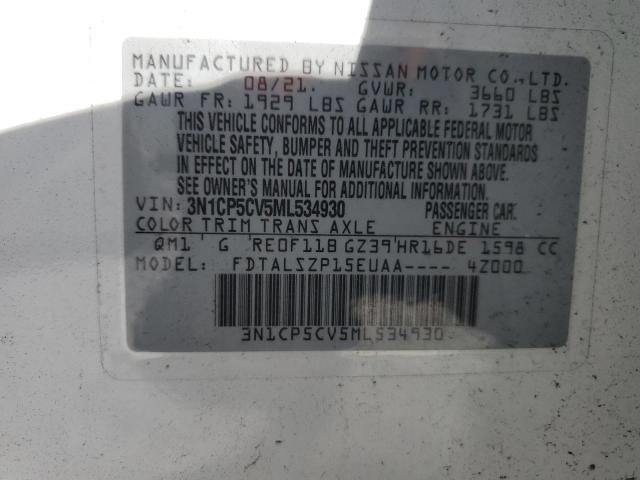 MANUFACTURED BY NISSAN MOTOR CO.,LTD.
DATE: 08/21. GVWR: 3660 LBS
GAWR FR: 1929 LBS GAWR RR: 1731 LBS
THIS VEHICLE CONFORMS TO ALL APPLICABLE FEDERAL MOTOR
VEHICLE SAFETY, BUMPER AND THEFT PREVENTION STANDARDS
IN EFFECT ON THE DATE OF MANUFACTURE SHOWN ABOVE.
SEE OWNER'S MANUAL FOR ADDITIONAL INFORMATION.
VIN: 3N1CP5CV5ML534930 PASSENGER CAR.
COLOR TRIM TRANS AXLE ENGINE
QM1 G RE0F11B GZ39 HR16DE 1598 CC
FDTALSZP15EUAA---- 4Z000
3N1CP5CV5ML534930